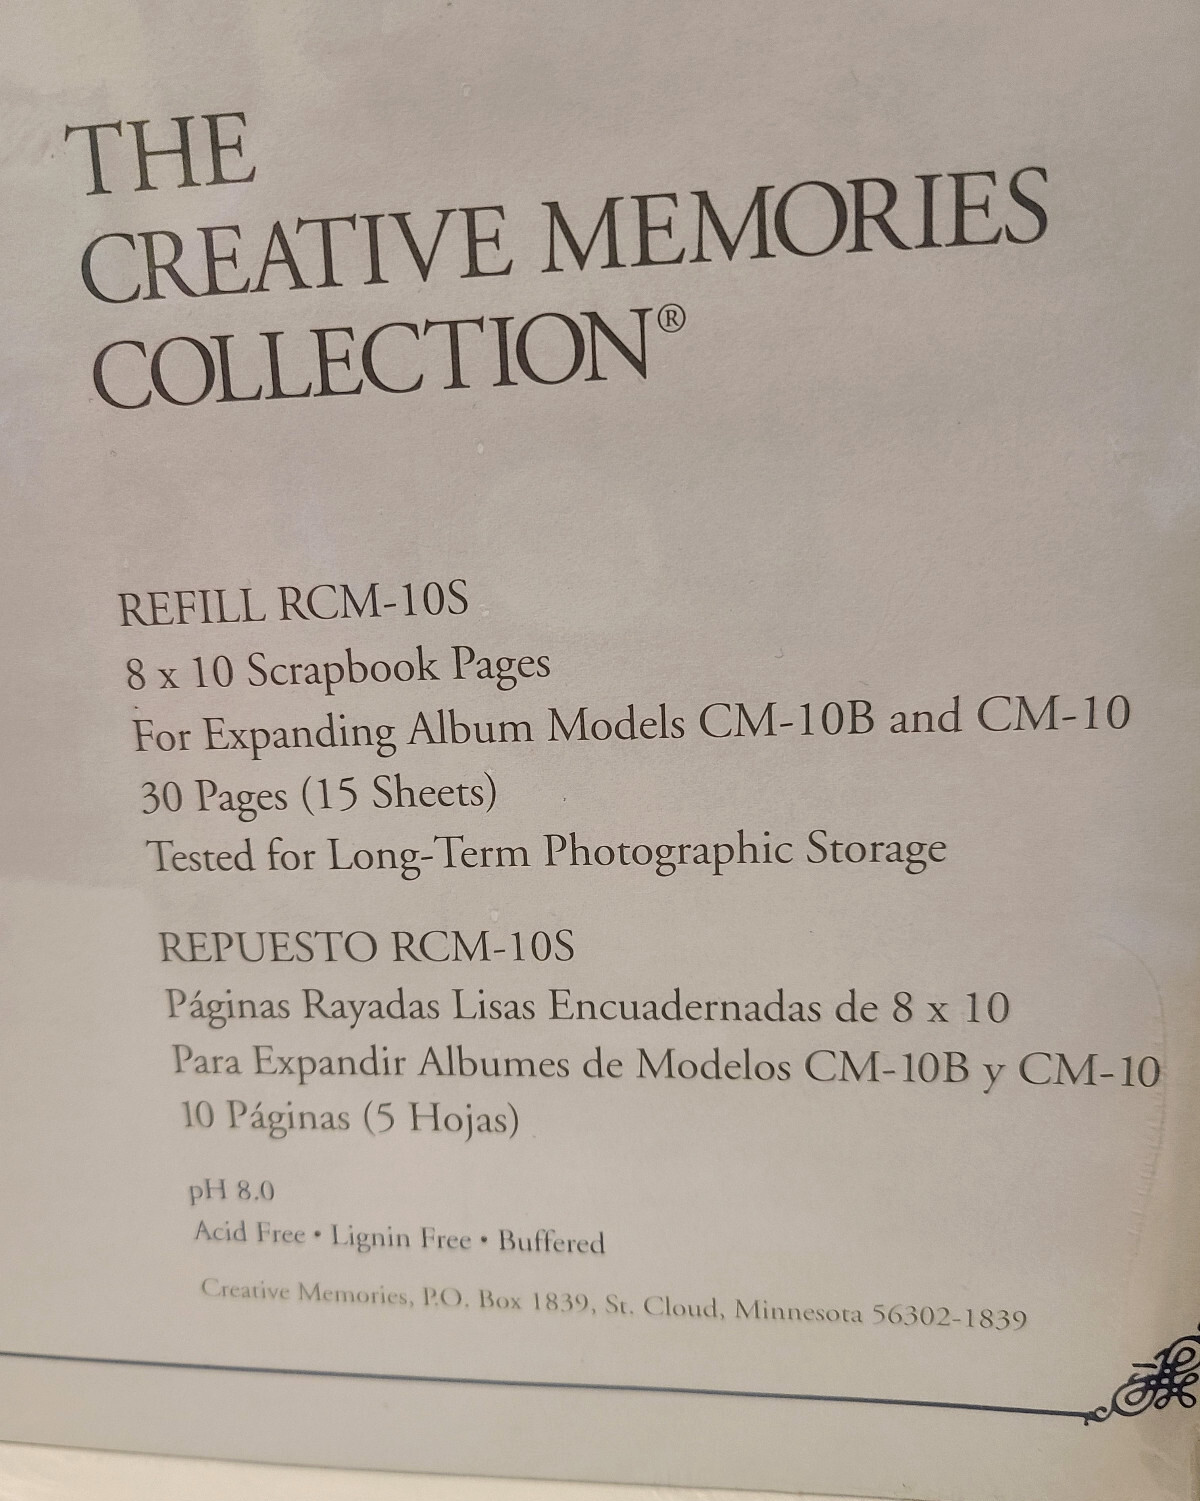 THE
CREATIVE MEMORIES
COLLECTION®
REFILL RCM-10S
8 x 10 Scrapbook Pages
For Expanding Album Models CM-10B and CM-10
30 Pages (15 Sheets)
Tested for Long-Term Photographic Storage
REPUESTO RCM-10S
Páginas Rayadas Lisas Encuadernadas de 8 x 10
Para Expandir Albumes de Modelos CM-10B y CM-10
10 Páginas (5 Hojas)
pH 8.0
Acid Free • Lignin Free • Buffered
Creative Memories, P.O. Box 1839, St. Cloud, Minnesota 56302-1839